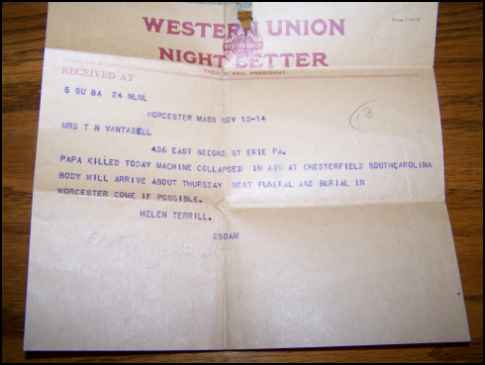 WESTERN UNION
NIGHT LETTER
RECEIVED AT
6 SU BA 24 NL NL
WORCESTER MASS NOV 10-14
MRS T N VANTASELL
436 EAST SECOND ST ERIE PA.
PAPA KILLED TODAY MACHINE COLLAPSED IN AIR AT CHESTERFIELD SOUTHCAROLINA
BODY WILL ARRIVE ABOUT THURSDAY NEXT FUNERAL AND BURIAL IN
WORCESTER COME IF POSSIBLE.
HELEN TERRILL.